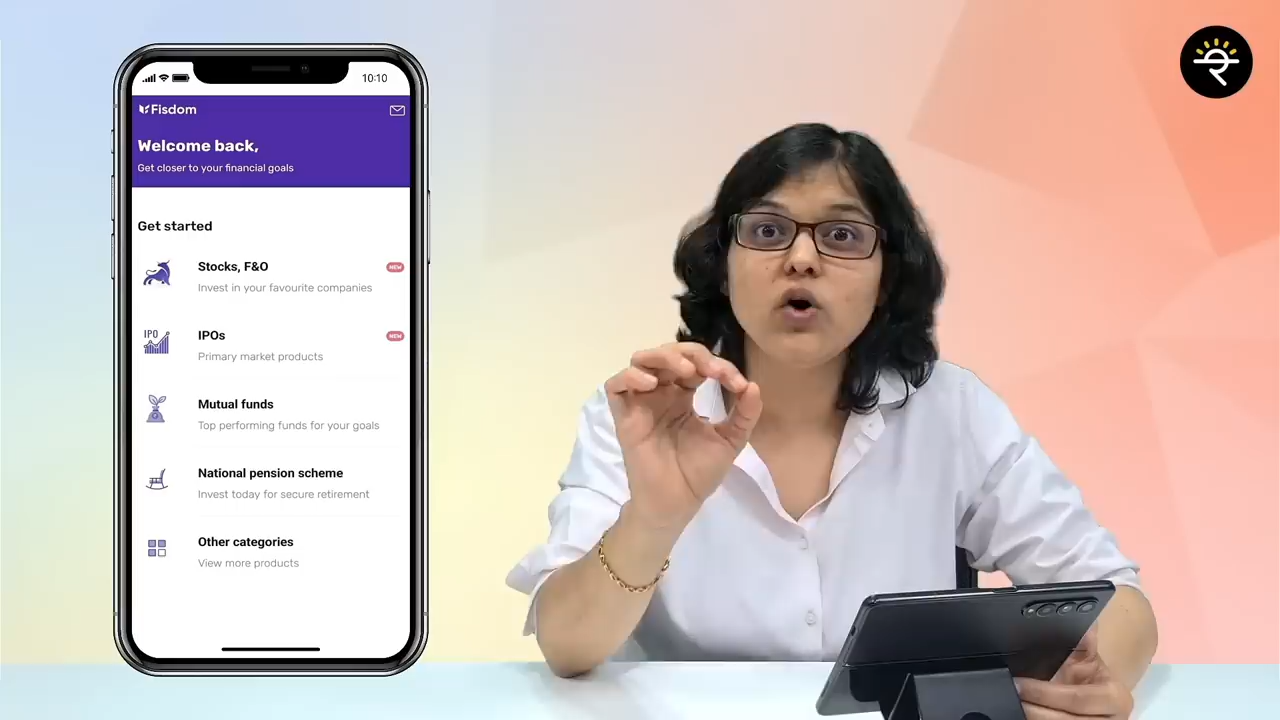 10:10
Fisdom
Welcome back,
Get closer to your financial goals
Get started
Stocks, F&O
NEW
Invest in your favourite companies
IPO
IPOs
NEW
Primary market products
Mutual funds
Top performing funds for your goals
National pension scheme
Invest today for secure retirement
Other categories
View more products